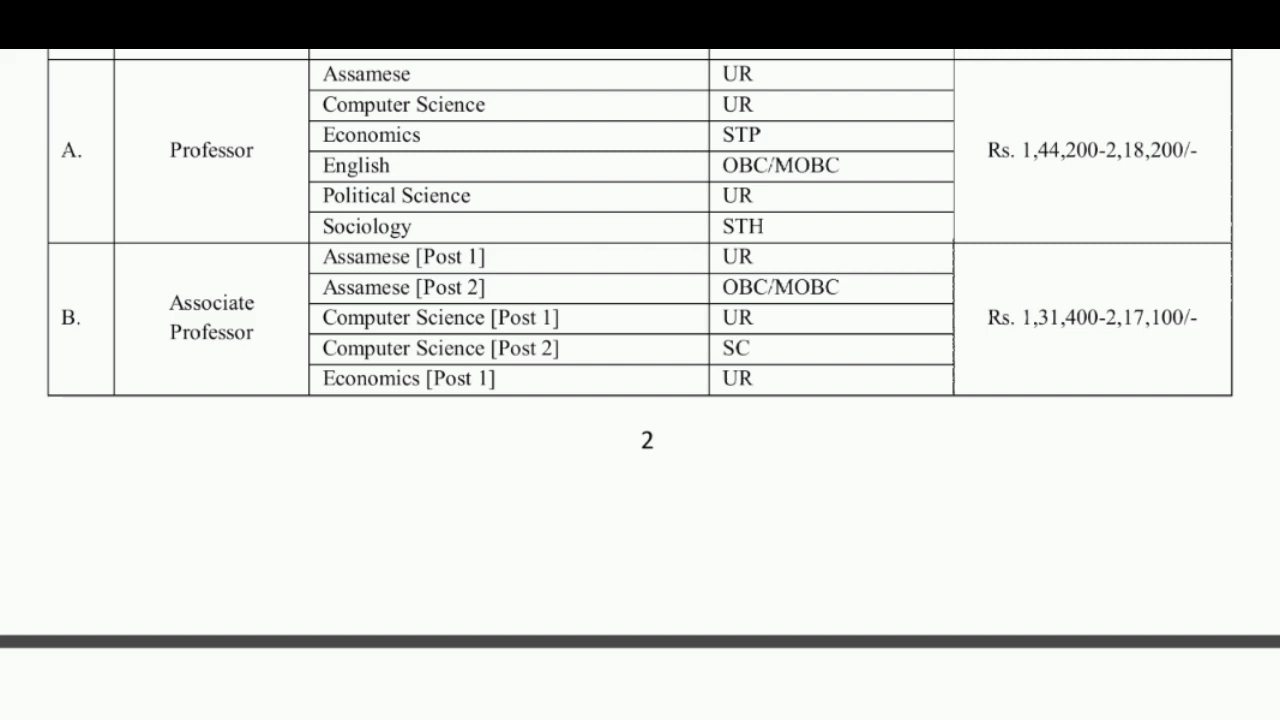 Assamese UR
Computer Science UR
Economics STP
A. Professor English OBC/MOBC Rs. 1,44,200-2,18,200/-
Political Science UR
Sociology STH
Assamese [Post 1] UR
Assamese [Post 2] OBC/MOBC
B. Associate Professor Computer Science [Post 1] UR Rs. 1,31,400-2,17,100/-
Computer Science [Post 2] SC
Economics [Post 1] UR
2